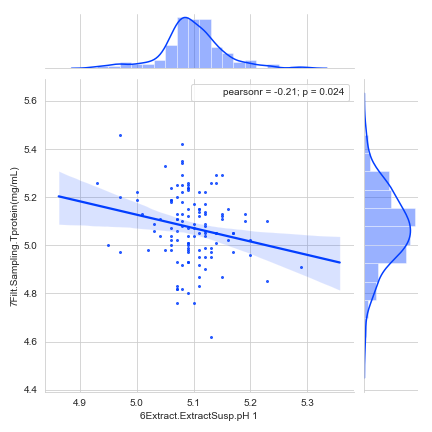 pearsonr = -0.21; p = 0.024
5.6
5.4
5.2
5.0
4.8
4.6
4.4
7Filt.Sampling.Tprotein(mg/mL)
4.9 5.0 5.1 5.2 5.3
6Extract.ExtractSusp.pH 1